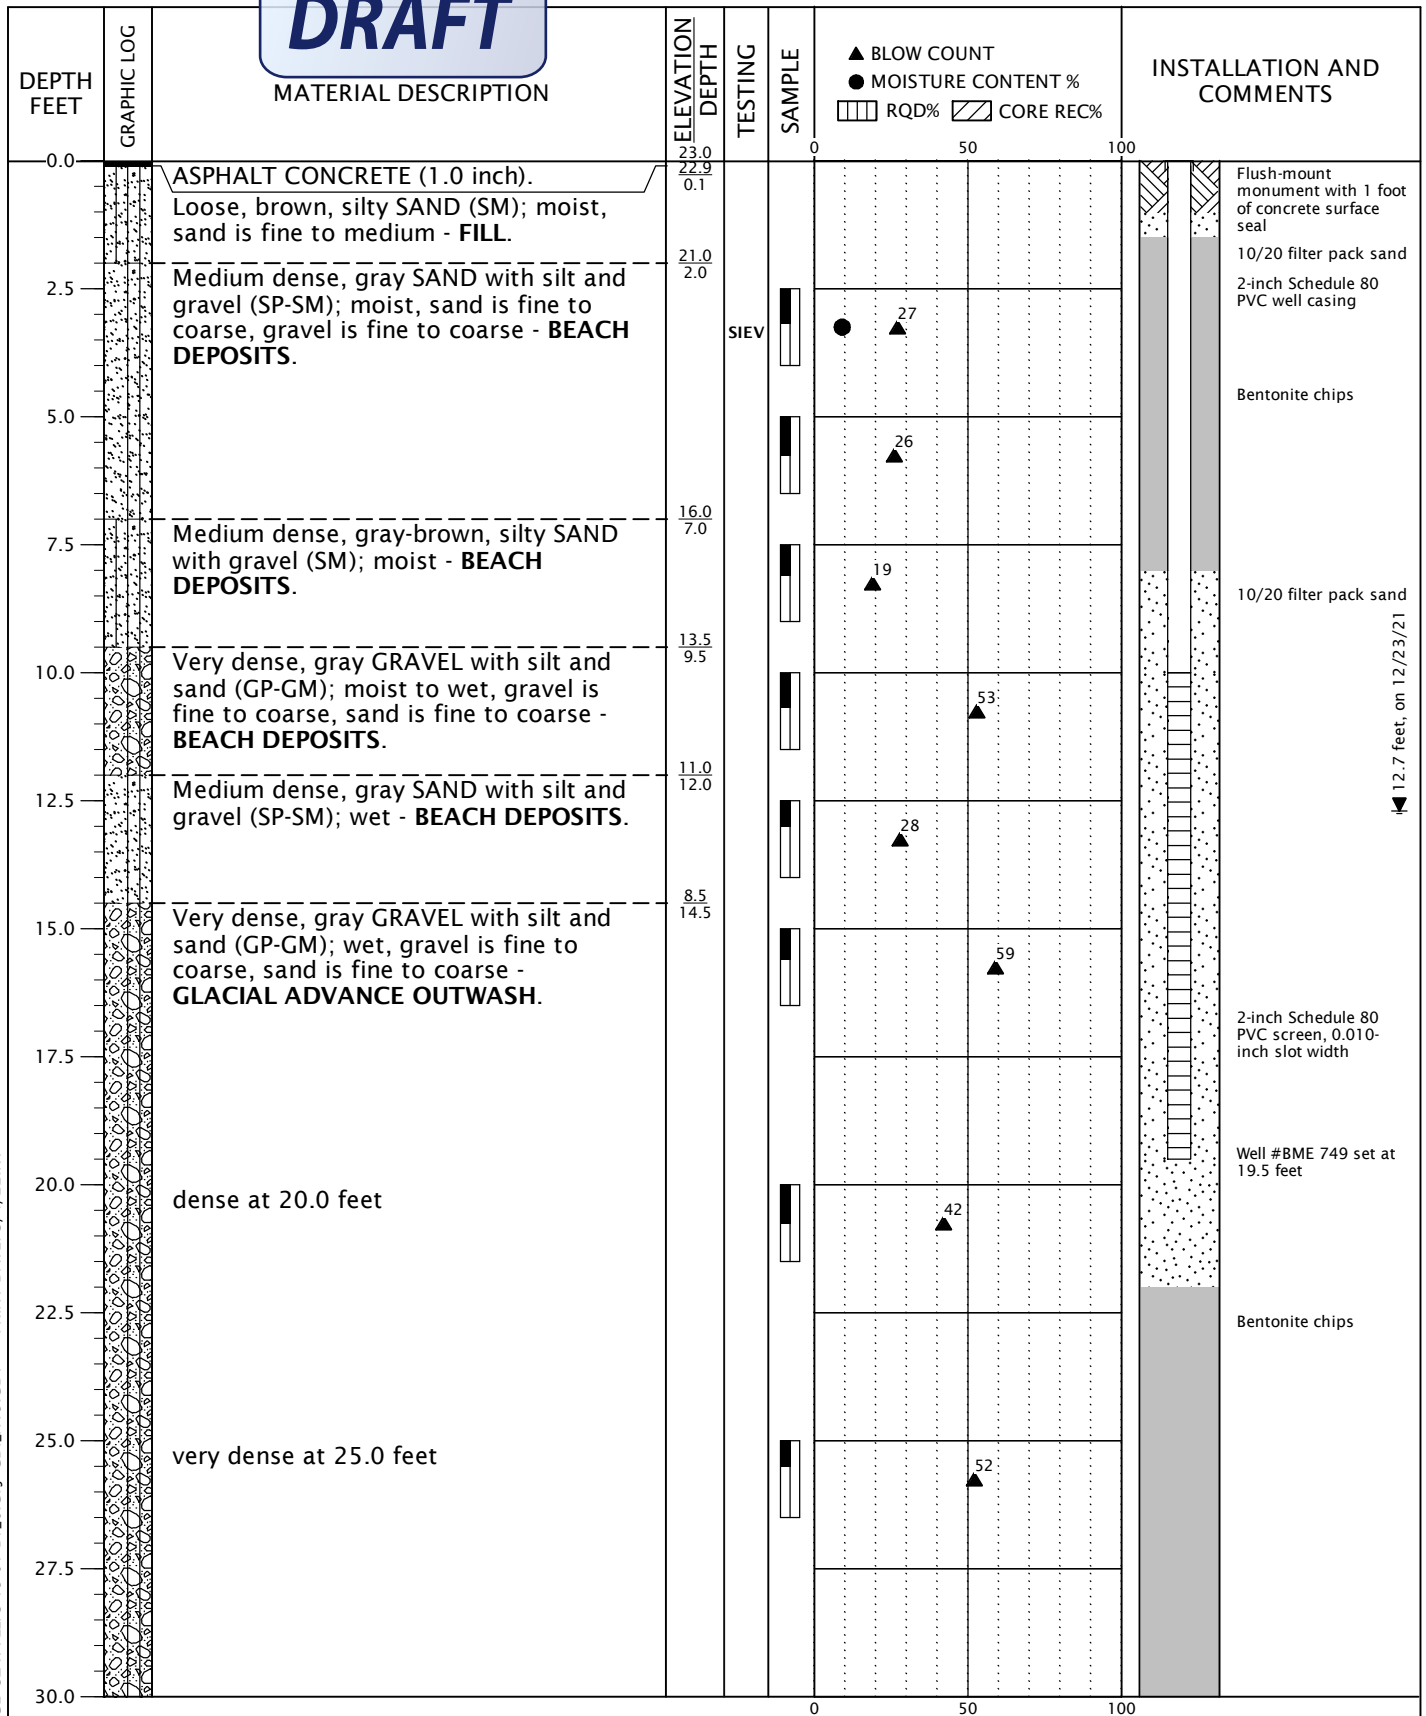 DRAFT
DEPTH
FEET
GRAPHIC LOG
MATERIAL DESCRIPTION
ELEVATION
DEPTH
TESTING
SAMPLE
▲ BLOW COUNT
● MOISTURE CONTENT %
RQD% CORE REC%
INSTALLATION AND
COMMENTS
0 50 100
0.0
23.0
22.9
0.1
ASPHALT CONCRETE (1.0 inch).
Loose, brown, silty SAND (SM); moist,
sand is fine to medium - FILL.
Flush-mount
monument with 1 foot
of concrete surface
seal
10/20 filter pack sand
21.0
2.0
Medium dense, gray SAND with silt and
gravel (SP-SM); moist, sand is fine to
coarse, gravel is fine to coarse - BEACH
DEPOSITS.
2.5
SIEV
27
2-inch Schedule 80
PVC well casing
5.0
26
Bentonite chips
16.0
7.0
Medium dense, gray-brown, silty SAND
with gravel (SM); moist - BEACH
DEPOSITS.
7.5
19
10/20 filter pack sand
13.5
9.5
Very dense, gray GRAVEL with silt and
sand (GP-GM); moist to wet, gravel is
fine to coarse, sand is fine to coarse -
BEACH DEPOSITS.
10.0
53
12.7 feet, on 12/23/21
11.0
12.0
Medium dense, gray SAND with silt and
gravel (SP-SM); wet - BEACH DEPOSITS.
12.5
28
8.5
14.5
Very dense, gray GRAVEL with silt and
sand (GP-GM); wet, gravel is fine to
coarse, sand is fine to coarse -
GLACIAL ADVANCE OUTWASH.
15.0
59
2-inch Schedule 80
PVC screen, 0.010-
inch slot width
17.5
Well #BME 749 set at
19.5 feet
20.0
dense at 20.0 feet
42
22.5
Bentonite chips
25.0
very dense at 25.0 feet
52
27.5
30.0
0 50 100